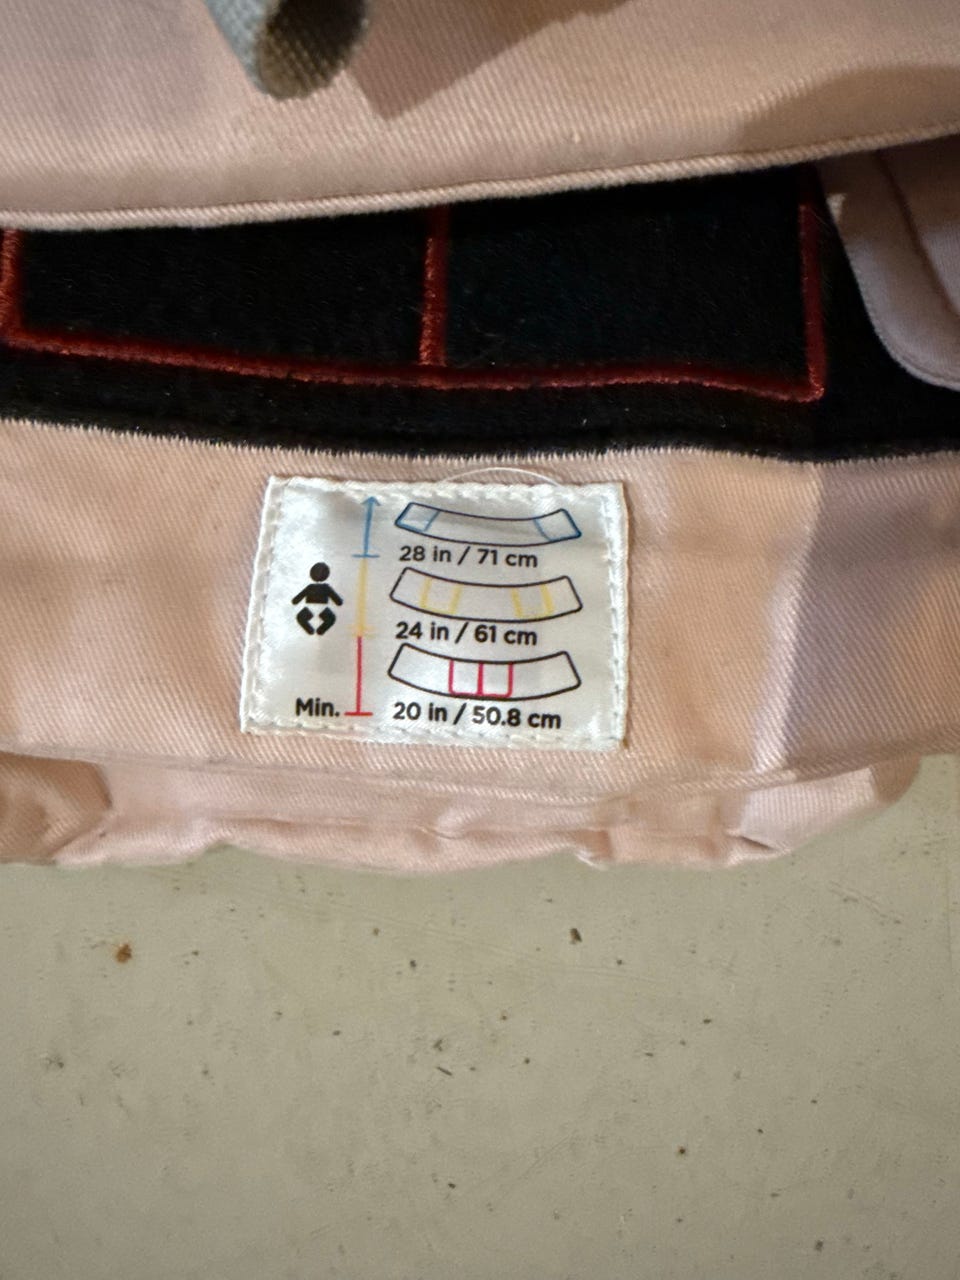 28 in / 71 cm
24 in / 61 cm
Min. 20 in / 50.8 cm